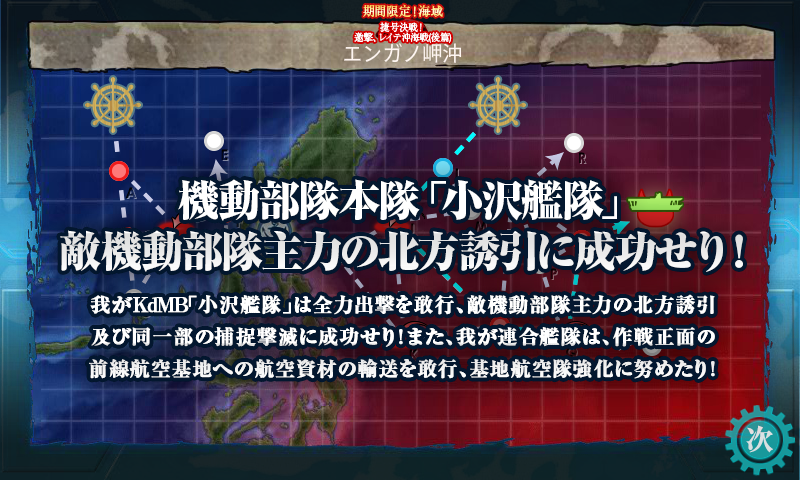 期間限定！海域
捷号決戦！
邀撃、レイテ沖海戦(後篇)
エンガノ岬沖
E
R
A
機動部隊本隊「小沢艦隊」
敵機動部隊主力の北方誘引に成功せり！
P
我がKdMB「小沢艦隊」は全力出撃を敢行、敵機動部隊主力の北方誘引
及び同一部の捕捉撃滅に成功せり！また、我が連合艦隊は、作戦正面の
前線航空基地への航空資材の輸送を敢行、基地航空隊強化に努めたり！
次